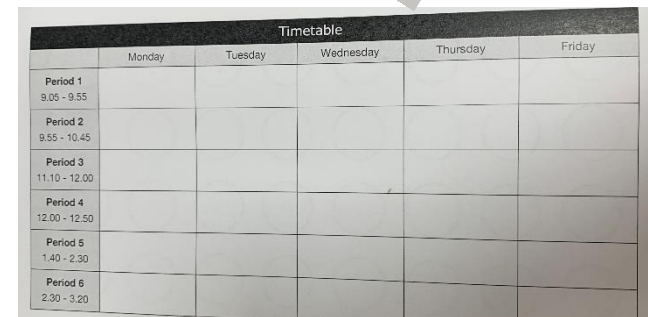 Timetable
Monday Tuesday Wednesday Thursday Friday
Period 1
9.05 - 9.55
Period 2
9.55 - 10.45
Period 3
11.10 - 12.00
Period 4
12.00 - 12.50
Period 5
1.40 - 2.30
Period 6
2.30 - 3.20